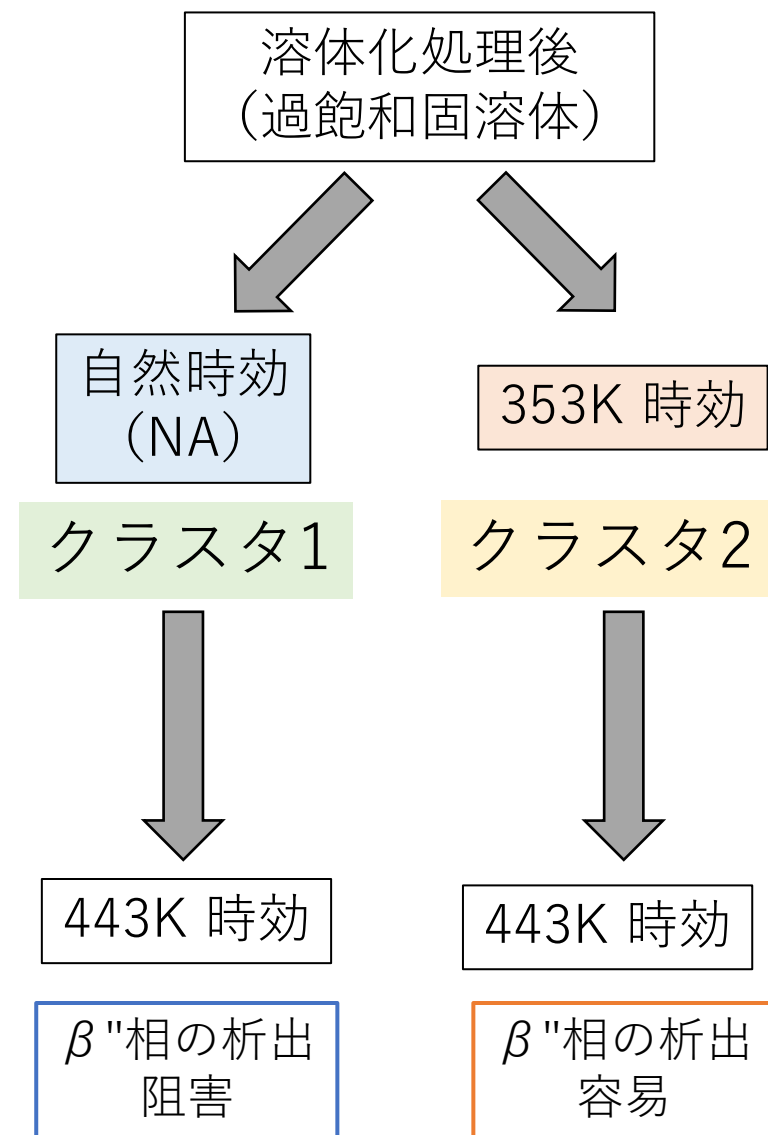 溶体化処理後
（過飽和固溶体）
自然時効
（NA）
353K 時効
クラスタ1
クラスタ2
443K 時効
443K 時効
β"相の析出
阻害
β"相の析出
容易